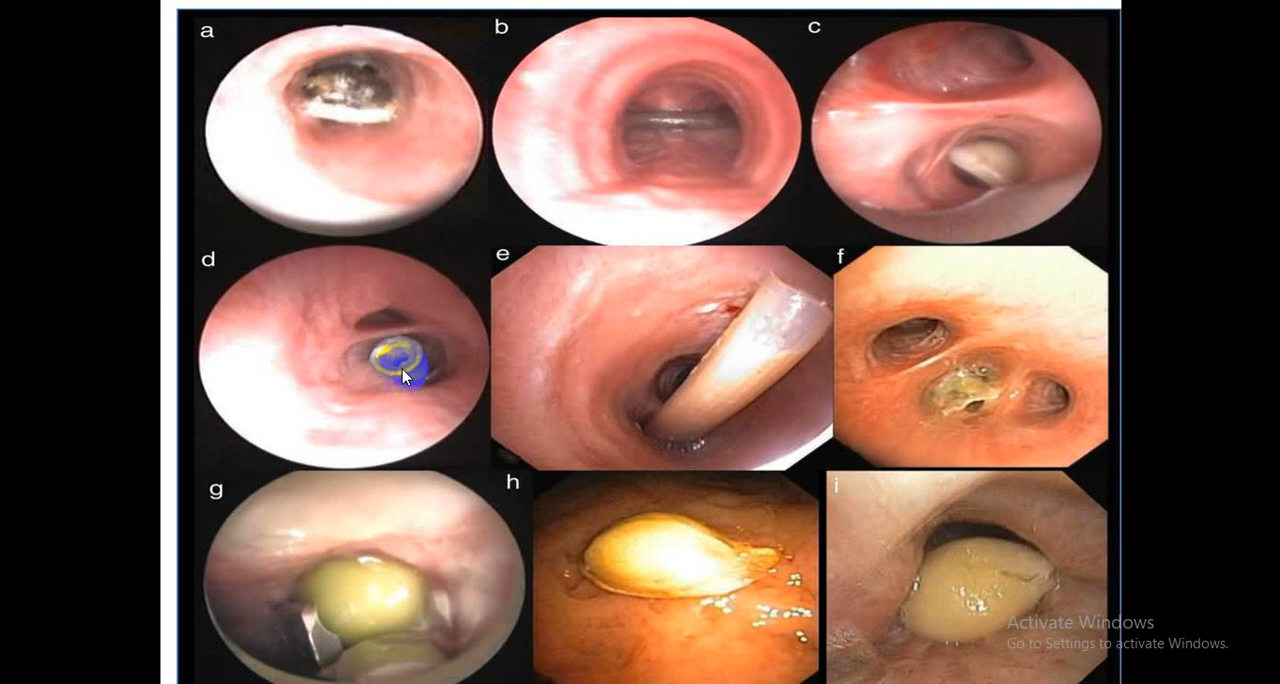 a
b
c
d
e
f
g
h
i
Activate Windows
Go to Settings to activate Windows.